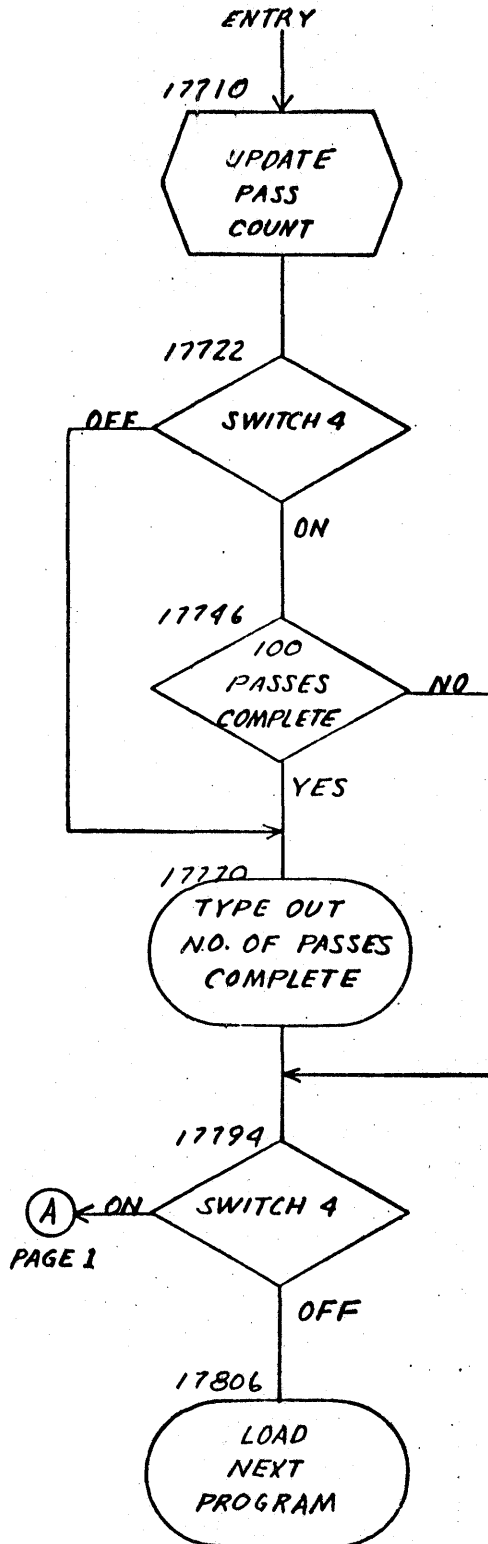 ENTRY
17710
UPDATE
PASS
COUNT
17722
OFF
SWITCH 4
ON
17746
100
PASSES
COMPLETE
NO
YES
17770
TYPE OUT
N.O. OF PASSES
COMPLETE
17794
A
ON
SWITCH 4
PAGE 1
OFF
17806
LOAD
NEXT
PROGRAM